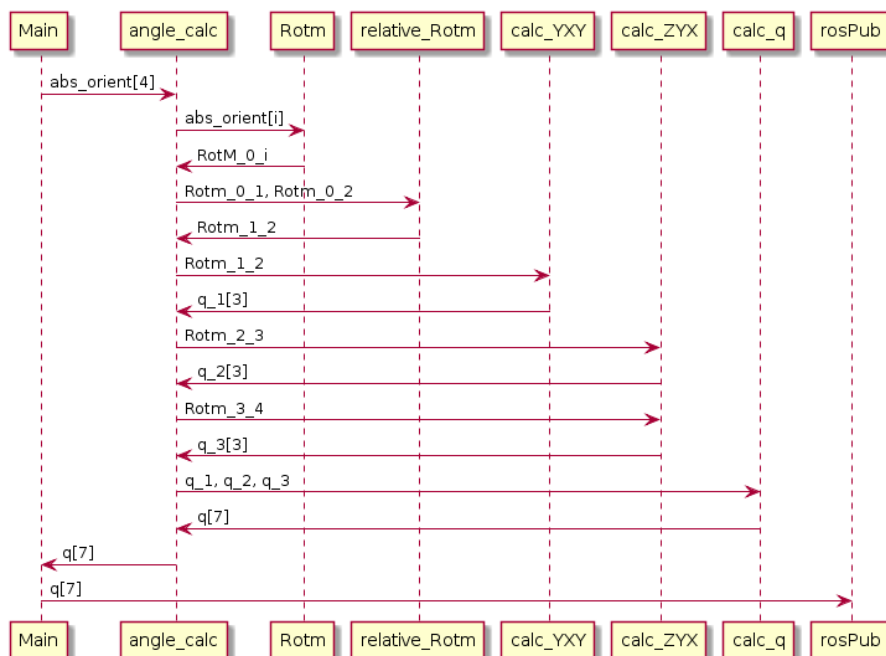 Main angle_calc Rotm relative_Rotm calc_YXY calc_ZYX calc_q rosPub
abs_orient[4]
abs_orient[i]
RotM_0_i
Rotm_0_1, Rotm_0_2
Rotm_1_2
Rotm_1_2
q_1[3]
Rotm_2_3
q_2[3]
Rotm_3_4
q_3[3]
q_1, q_2, q_3
q[7]
q[7]
q[7]
Main angle_calc Rotm relative_Rotm calc_YXY calc_ZYX calc_q rosPub